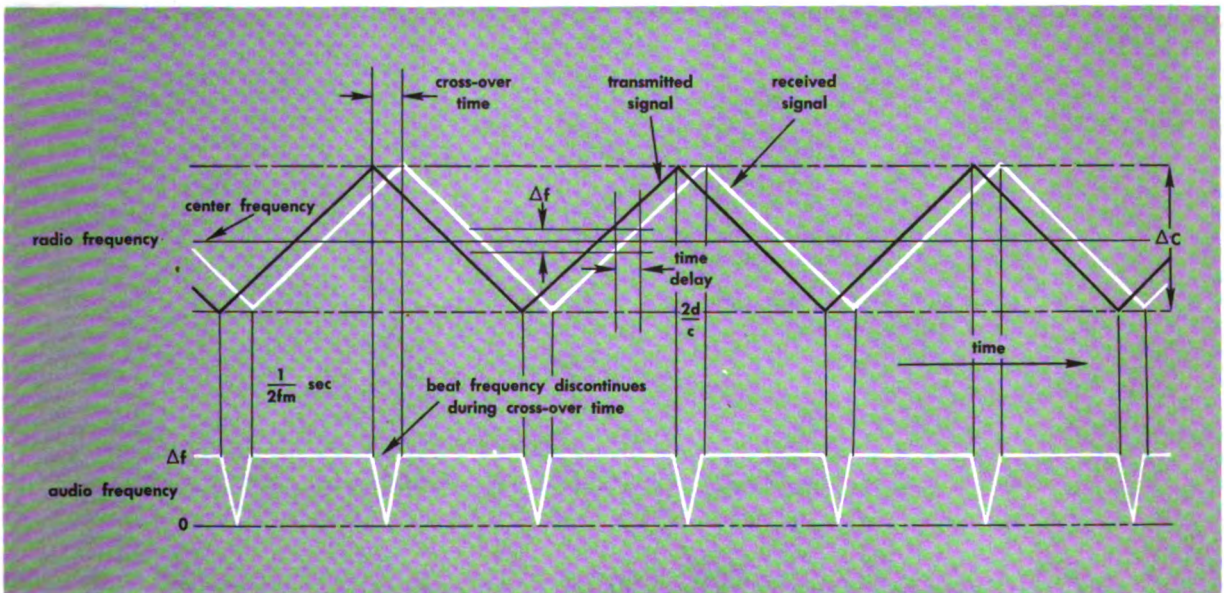 cross-over
time
transmitted
signal
received
signal
Δf
center frequency
radio frequency
ΔC
time
delay
2d
c
time
1
2fm
sec
beat frequency discontinues
during cross-over time
Δf
audio frequency
0